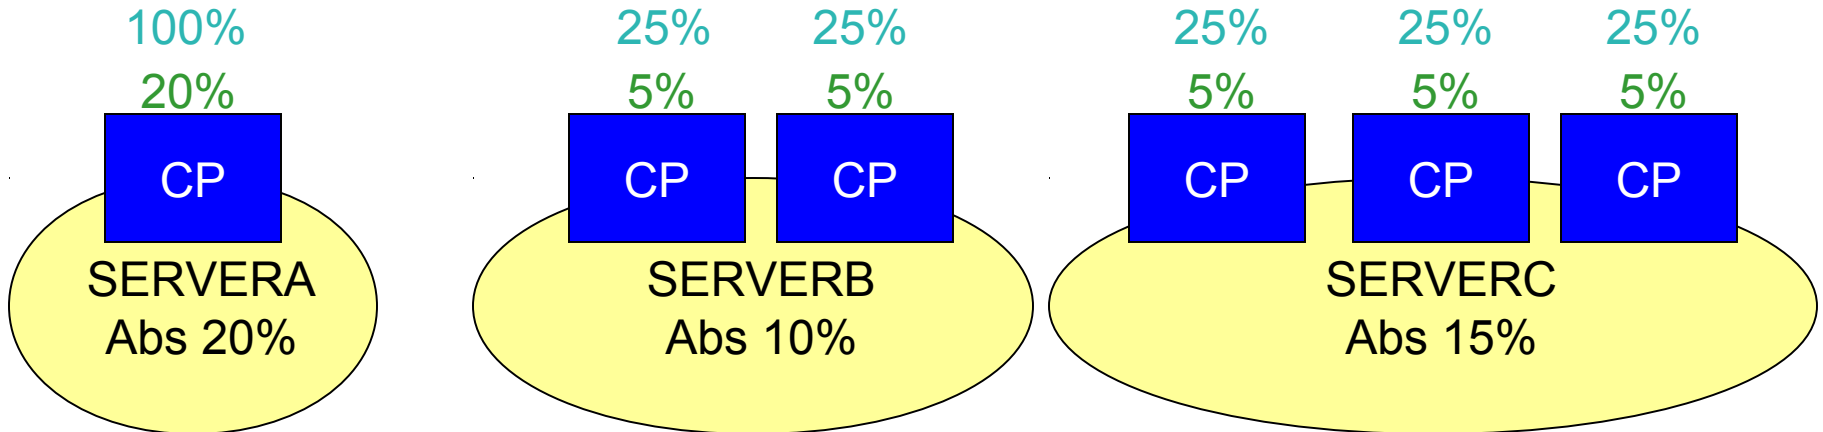 100% 25% 25% 25% 25% 25%
20% 5% 5% 5% 5% 5%
CP CP CP CP CP CP
SERVERA SERVERB SERVERC
Abs 20% Abs 10% Abs 15%